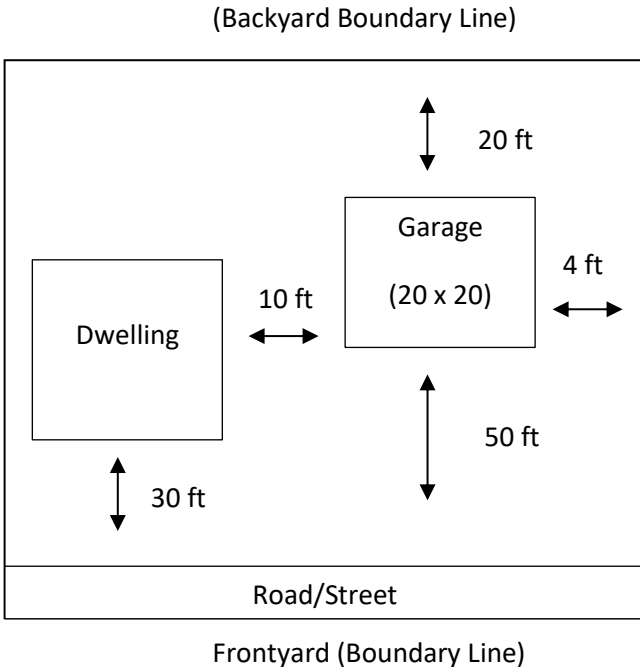 (Backyard Boundary Line)
20 ft
Garage
(20 x 20)
4 ft
10 ft
Dwelling
50 ft
30 ft
Road/Street
Frontyard (Boundary Line)